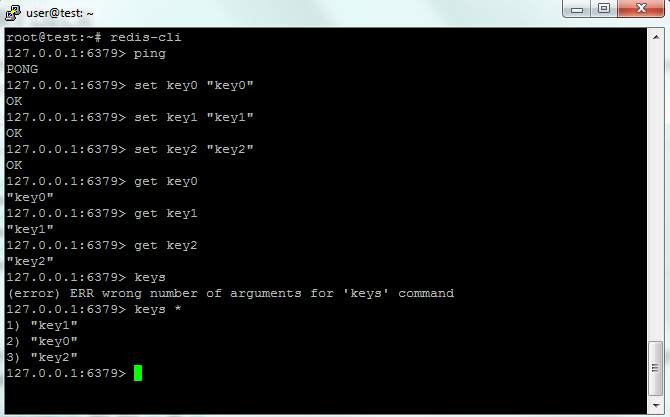 user@test: ~
root@test:~# redis-cli
127.0.0.1:6379> ping
PONG
127.0.0.1:6379> set key0 "key0"
OK
127.0.0.1:6379> set key1 "key1"
OK
127.0.0.1:6379> set key2 "key2"
OK
127.0.0.1:6379> get key0
"key0"
127.0.0.1:6379> get key1
"key1"
127.0.0.1:6379> get key2
"key2"
127.0.0.1:6379> keys
(error) ERR wrong number of arguments for 'keys' command
127.0.0.1:6379> keys *
1) "key1"
2) "key0"
3) "key2"
127.0.0.1:6379>